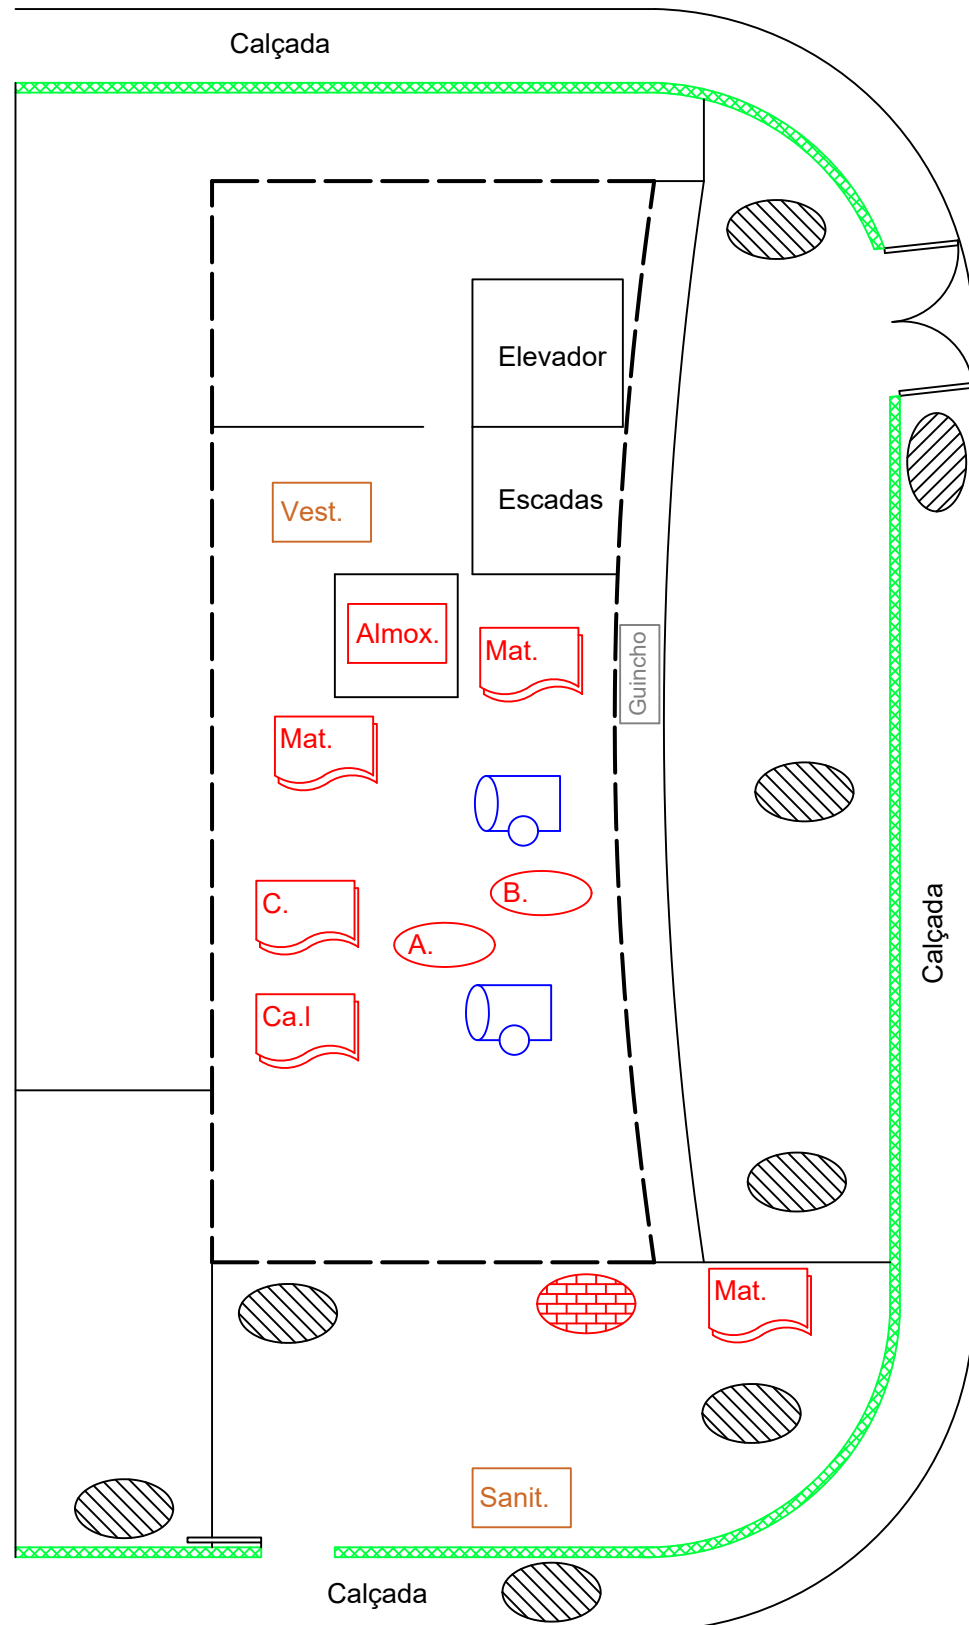 Calçada
Elevador
Escadas
Vest.
Almox.
Mat.
Guincho
Mat.
C.
B.
A.
Calçada
Ca.l
Mat.
Sanit.
Calçada